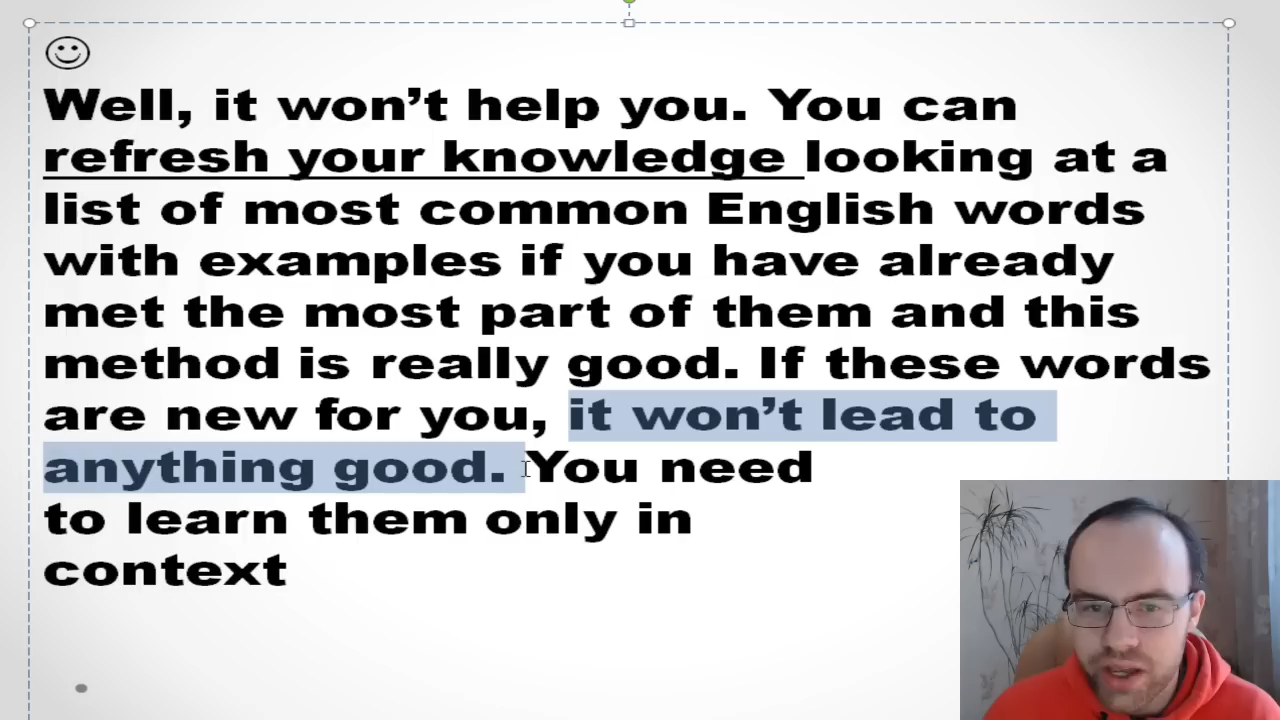 Well, it won't help you. You can
refresh your knowledge looking at a
list of most common English words
with examples if you have already
met the most part of them and this
method is really good. If these words
are new for you, it won't lead to
anything good. You need
to learn them only in
context